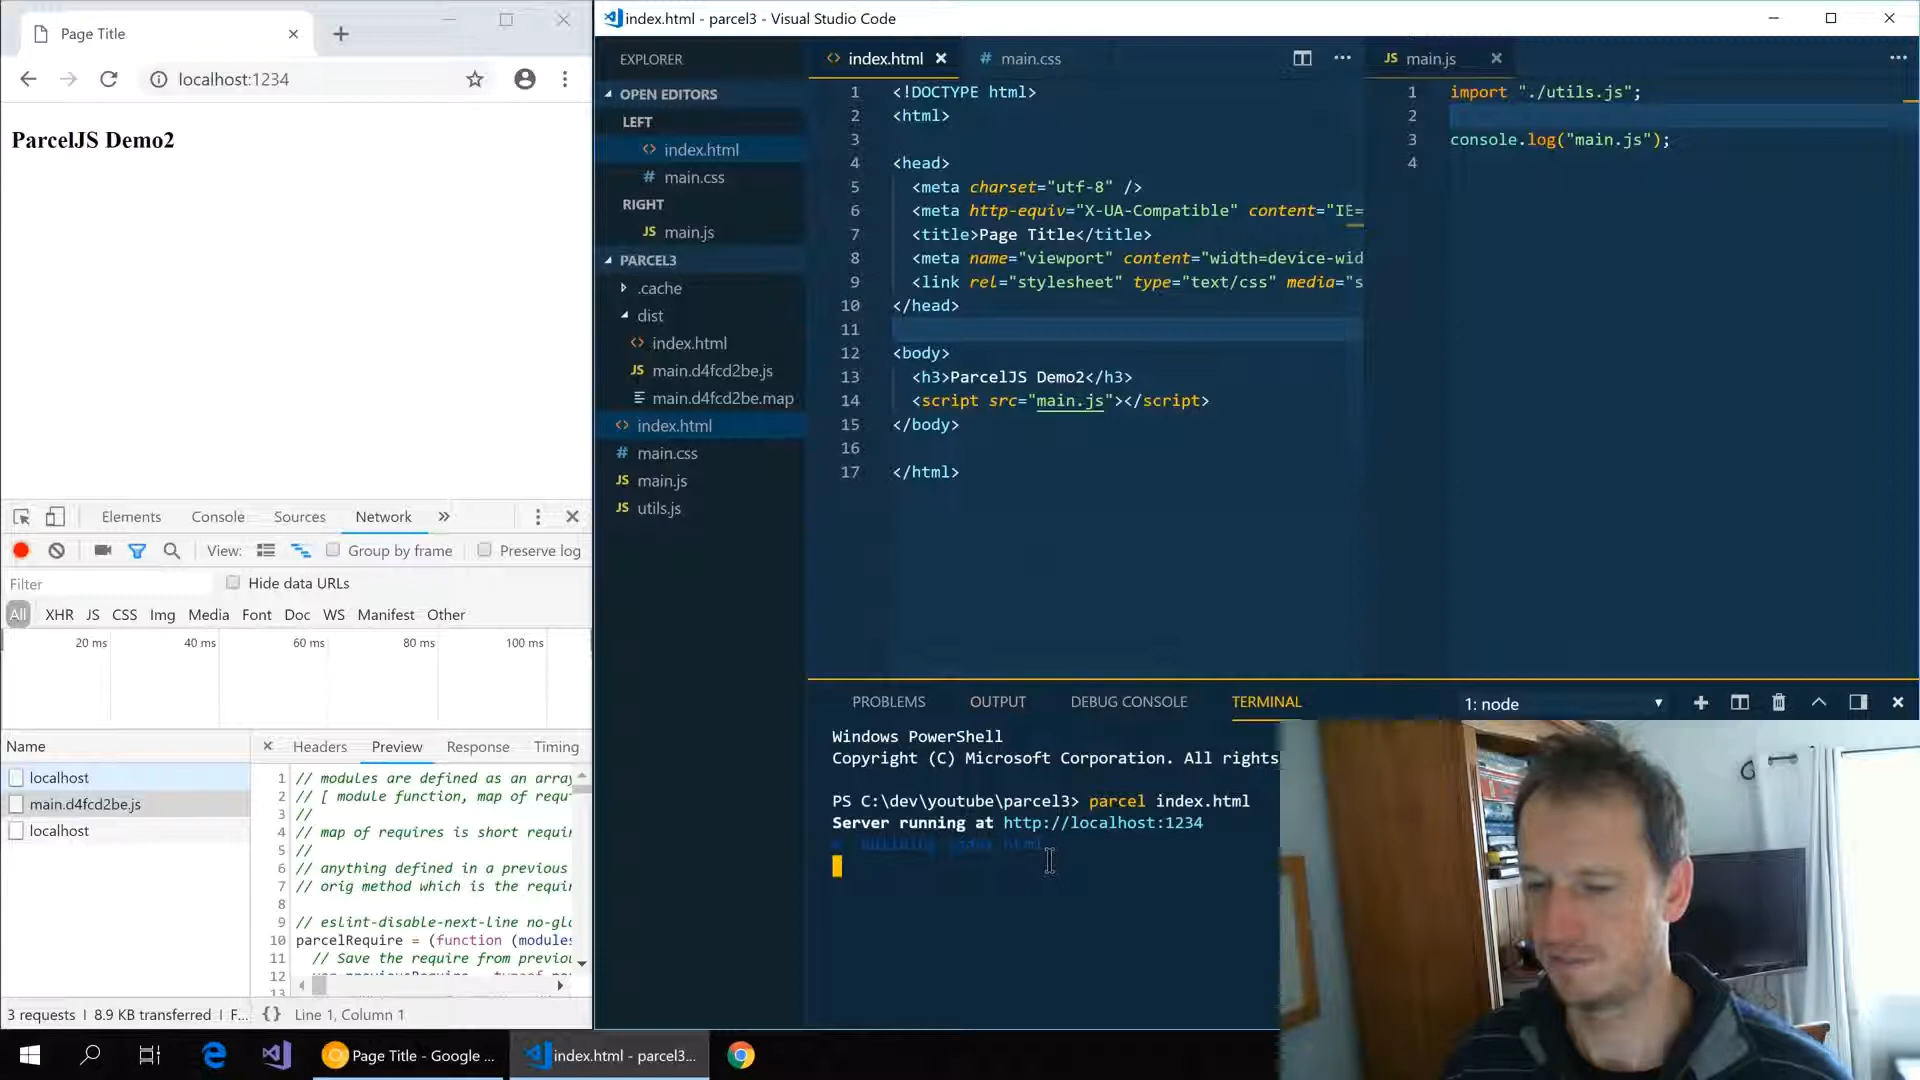 Page Title
localhost:1234
ParcelJS Demo2
Elements Console Sources Network
View: Group by frame Preserve log
Filter Hide data URLs
All XHR JS CSS Img Media Font Doc WS Manifest Other
20 ms 40 ms 60 ms 80 ms 100 ms
Name
localhost
main.d4fcd2be.js
localhost
Headers Preview Response Timing
1 // modules are defined as an array
2 // [ module function, map of requ
3 //
4 // map of requires is short requir
5 //
6 // anything defined in a previous
7 // orig method which is the requir
8
9 // eslint-disable-next-line no-glo
10 parcelRequire = (function (modules
11 // Save the require from previou
12
13
3 requests | 8.9 KB transferred | F... {} Line 1, Column 1
index.html - parcel3 - Visual Studio Code
EXPLORER
OPEN EDITORS
LEFT
index.html
# main.css
RIGHT
JS main.js
PARCEL3
.cache
dist
index.html
JS main.d4fcd2be.js
main.d4fcd2be.map
index.html
# main.css
JS main.js
JS utils.js
index.html # main.css
1 <!DOCTYPE html>
2 <html>
3
4 <head>
5 <meta charset="utf-8" />
6 <meta http-equiv="X-UA-Compatible" content="IE=
7 <title>Page Title</title>
8 <meta name="viewport" content="width=device-wid
9 <link rel="stylesheet" type="text/css" media="s
10 </head>
11
12 <body>
13 <h3>ParcelJS Demo2</h3>
14 <script src="main.js"></script>
15 </body>
16
17 </html>
JS main.js
1 import "./utils.js";
2
3 console.log("main.js");
4
PROBLEMS OUTPUT DEBUG CONSOLE TERMINAL 1: node
Windows PowerShell
Copyright (C) Microsoft Corporation. All rights
PS C:\dev\youtube\parcel3> parcel index.html
Server running at http://localhost:1234
Page Title - Google ...
index.html - parcel3...